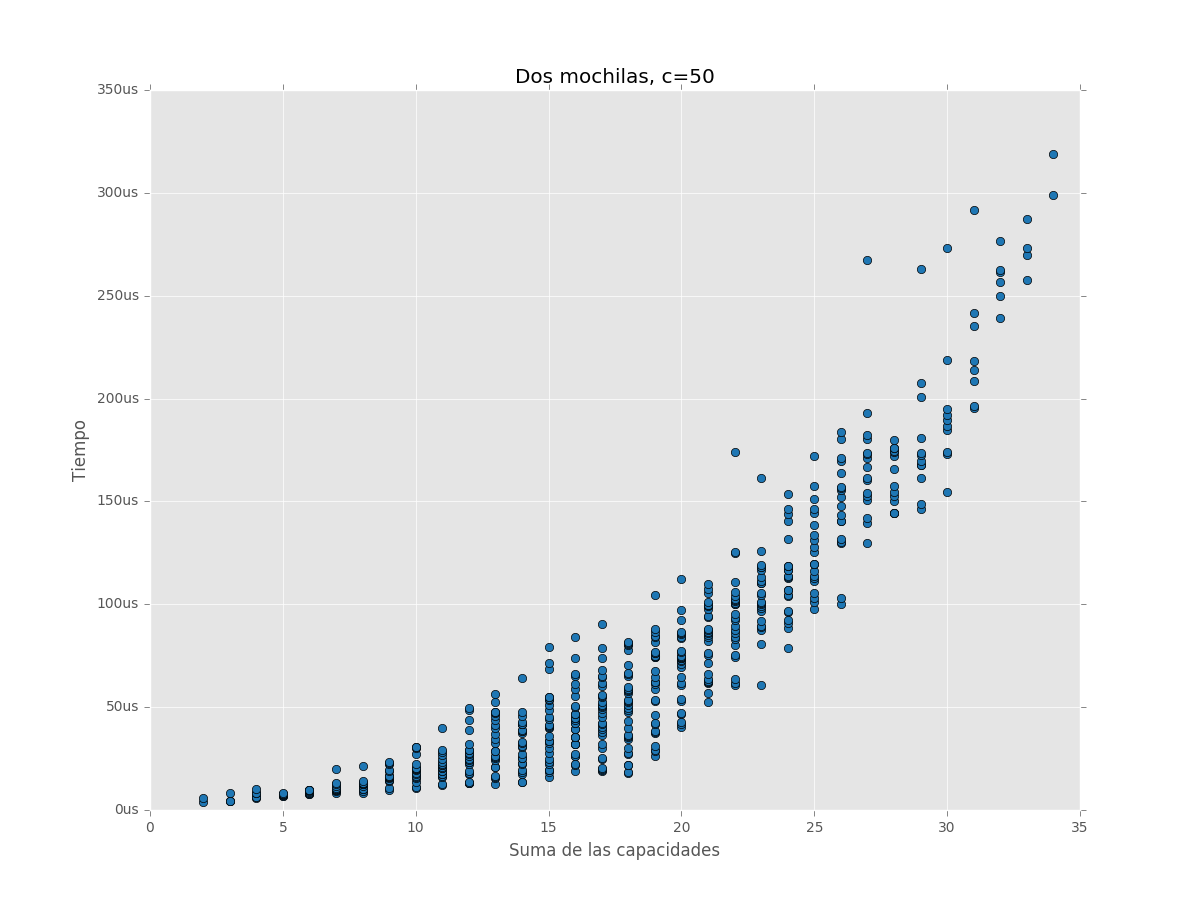 Dos mochilas, c=50
350us
300us
250us
200us
150us
100us
50us
0us
Tiempo
0 5 10 15 20 25 30 35
Suma de las capacidades